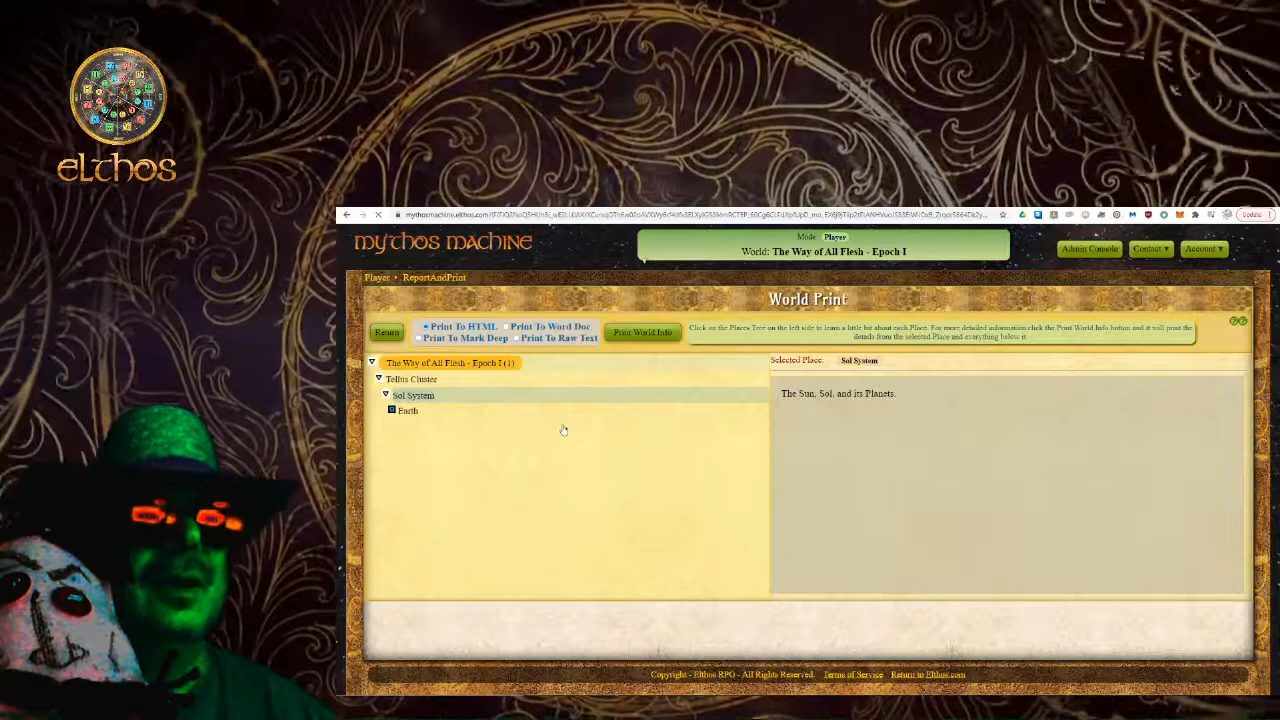 elthos
Update
mythos machine
Mode: Player
World: The Way of All Flesh - Epoch I
Admin Console
Contact ▾
Account ▾
Player ▸ ReportAndPrint
World Print
Return
Print To HTML
Print To Word Doc
Print To Mark Deep
Print To Raw Text
Print World Info
Click on the Places Tree on the left side to learn a little bit about each Place. For more detailed information click the Print World Info button and it will print the
details from the selected Place and everything below it
The Way of All Flesh - Epoch I (1)
Tellus Cluster
Sol System
Earth
Selected Place: Sol System
The Sun, Sol, and its Planets.
Copyright - Elthos RPG - All Rights Reserved. Terms of Service Return to Elthos.com